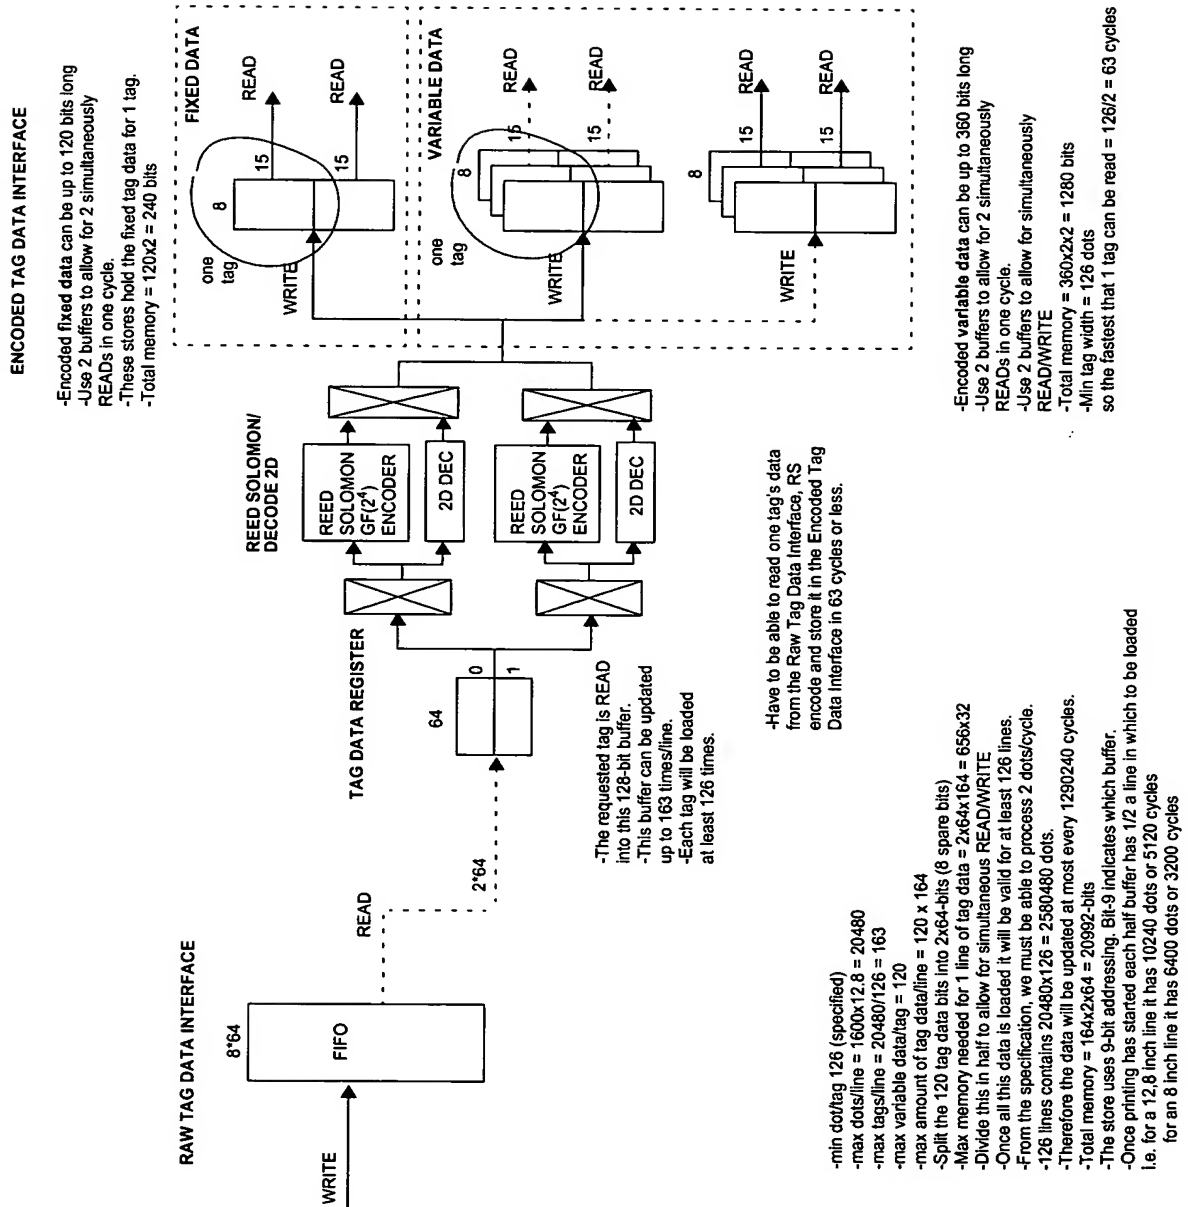 ENCODED TAG DATA INTERFACE
-Encoded fixed data can be up to 120 bits long
-Use 2 buffers to allow for 2 simultaneously
READs in one cycle.
-These stores hold the fixed tag data for 1 tag.
-Total memory = 120x2 = 240 bits
FIXED DATA
one
tag
8
15
READ
15
READ
WRITE
VARIABLE DATA
one
tag
8
15
READ
15
READ
WRITE
8
15
READ
15
READ
WRITE
-Encoded variable data can be up to 360 bits long
-Use 2 buffers to allow for 2 simultaneously
READs in one cycle.
-Use 2 buffers to allow for simultaneously
READ/WRITE
-Total memory = 360x2x2 = 1280 bits
-Min tag width = 126 dots
so the fastest that 1 tag can be read = 126/2 = 63 cycles
REED SOLOMON/
DECODE 2D
REED
SOLOMON
GF(2⁴)
ENCODER
2D DEC
REED
SOLOMON
GF(2⁴)
ENCODER
2D DEC
-Have to be able to read one tag's data
from the Raw Tag Data Interface, RS
encode and store it in the Encoded Tag
Data Interface in 63 cycles or less.
TAG DATA REGISTER
64
0
1
-The requested tag is READ
into this 128-bit buffer.
-This buffer can be updated
up to 163 times/line.
-Each tag will be loaded
at least 126 times.
RAW TAG DATA INTERFACE
8*64
FIFO
WRITE
READ
2*64
-min dot/tag 126 (specified)
-max dots/line = 1600x12.8 = 20480
-max tags/line = 20480/126 = 163
-max variable data/tag = 120
-max amount of tag data/line = 120 x 164
-Split the 120 tag data bits into 2x64-bits (8 spare bits)
-Max memory needed for 1 line of tag data = 2x64x164 = 656x32
-Divide this in half to allow for simultaneous READ/WRITE
-Once all this data is loaded it will be valid for at least 126 lines.
-From the specification, we must be able to process 2 dots/cycle.
-126 lines contains 20480x126 = 2580480 dots.
-Therefore the data will be updated at most every 1290240 cycles.
-Total memory = 164x2x64 = 20992-bits
-The store uses 9-bit addressing. Bit-9 indicates which buffer.
-Once printing has started each half buffer has 1/2 a line in which to be loaded
i.e. for a 12,8 inch line it has 10240 dots or 5120 cycles
for an 8 inch line it has 6400 dots or 3200 cycles